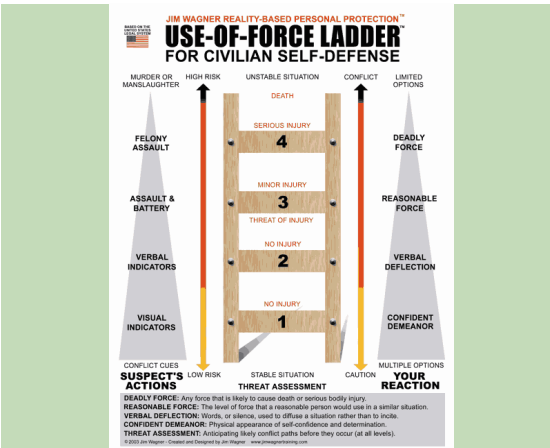 JIM WAGNER REALITY-BASED PERSONAL PROTECTION™
BASED ON THE
UNITED STATES
LEGAL SYSTEM
USE-OF-FORCE LADDER™
FOR CIVILIAN SELF-DEFENSE
MURDER OR
MANSLAUGHTER
HIGH RISK
UNSTABLE SITUATION
CONFLICT
LIMITED
OPTIONS
DEATH
SERIOUS INJURY
FELONY
ASSAULT
4
DEADLY
FORCE
MINOR INJURY
ASSAULT &
BATTERY
3
REASONABLE
FORCE
THREAT OF INJURY
NO INJURY
VERBAL
INDICATORS
2
VERBAL
DEFLECTION
NO INJURY
VISUAL
INDICATORS
1
CONFIDENT
DEMEANOR
CONFLICT CUES
LOW RISK
STABLE SITUATION
CAUTION
MULTIPLE OPTIONS
SUSPECT'S
ACTIONS
THREAT ASSESSMENT
YOUR
REACTION
DEADLY FORCE: Any force that is likely to cause death or serious bodily injury.
REASONABLE FORCE: The level of force that a reasonable person would use in a similar situation.
VERBAL DEFLECTION: Words, or silence, used to diffuse a situation rather than to incite.
CONFIDENT DEMEANOR: Physical appearance of self-confidence and determination.
THREAT ASSESSMENT: Anticipating likely conflict paths before they occur (at all levels).
© 2003 Jim Wagner - Created and Designed by Jim Wagner www.jimwagnertraining.com